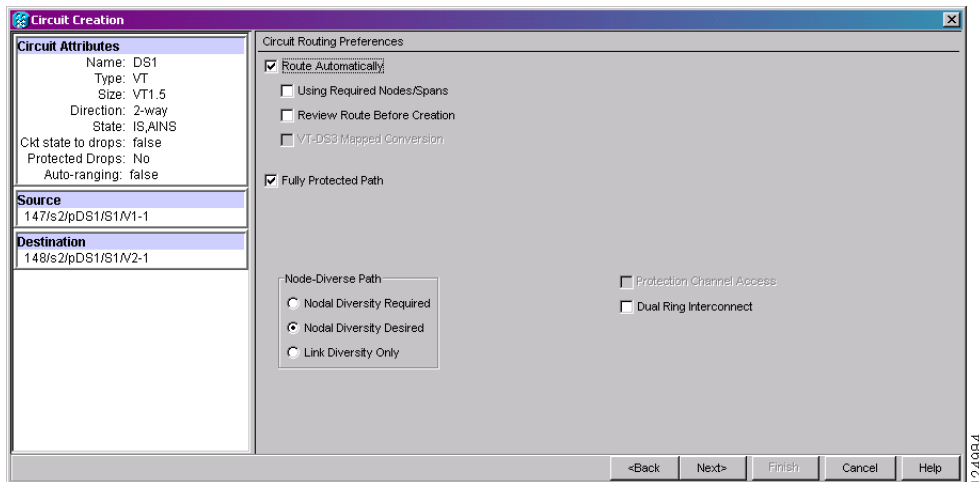 Circuit Creation
Circuit Attributes
Name: DS1
Type: VT
Size: VT1.5
Direction: 2-way
State: IS,AINS
Ckt state to drops: false
Protected Drops: No
Auto-ranging: false
Source
147/s2/pDS1/S1/V1-1
Destination
148/s2/pDS1/S1/V2-1
Circuit Routing Preferences
Route Automatically
Using Required Nodes/Spans
Review Route Before Creation
VT-DS3 Mapped Conversion
Fully Protected Path
Node-Diverse Path
Nodal Diversity Required
Nodal Diversity Desired
Link Diversity Only
Protection Channel Access
Dual Ring Interconnect
<Back
Next>
Finish
Cancel
Help